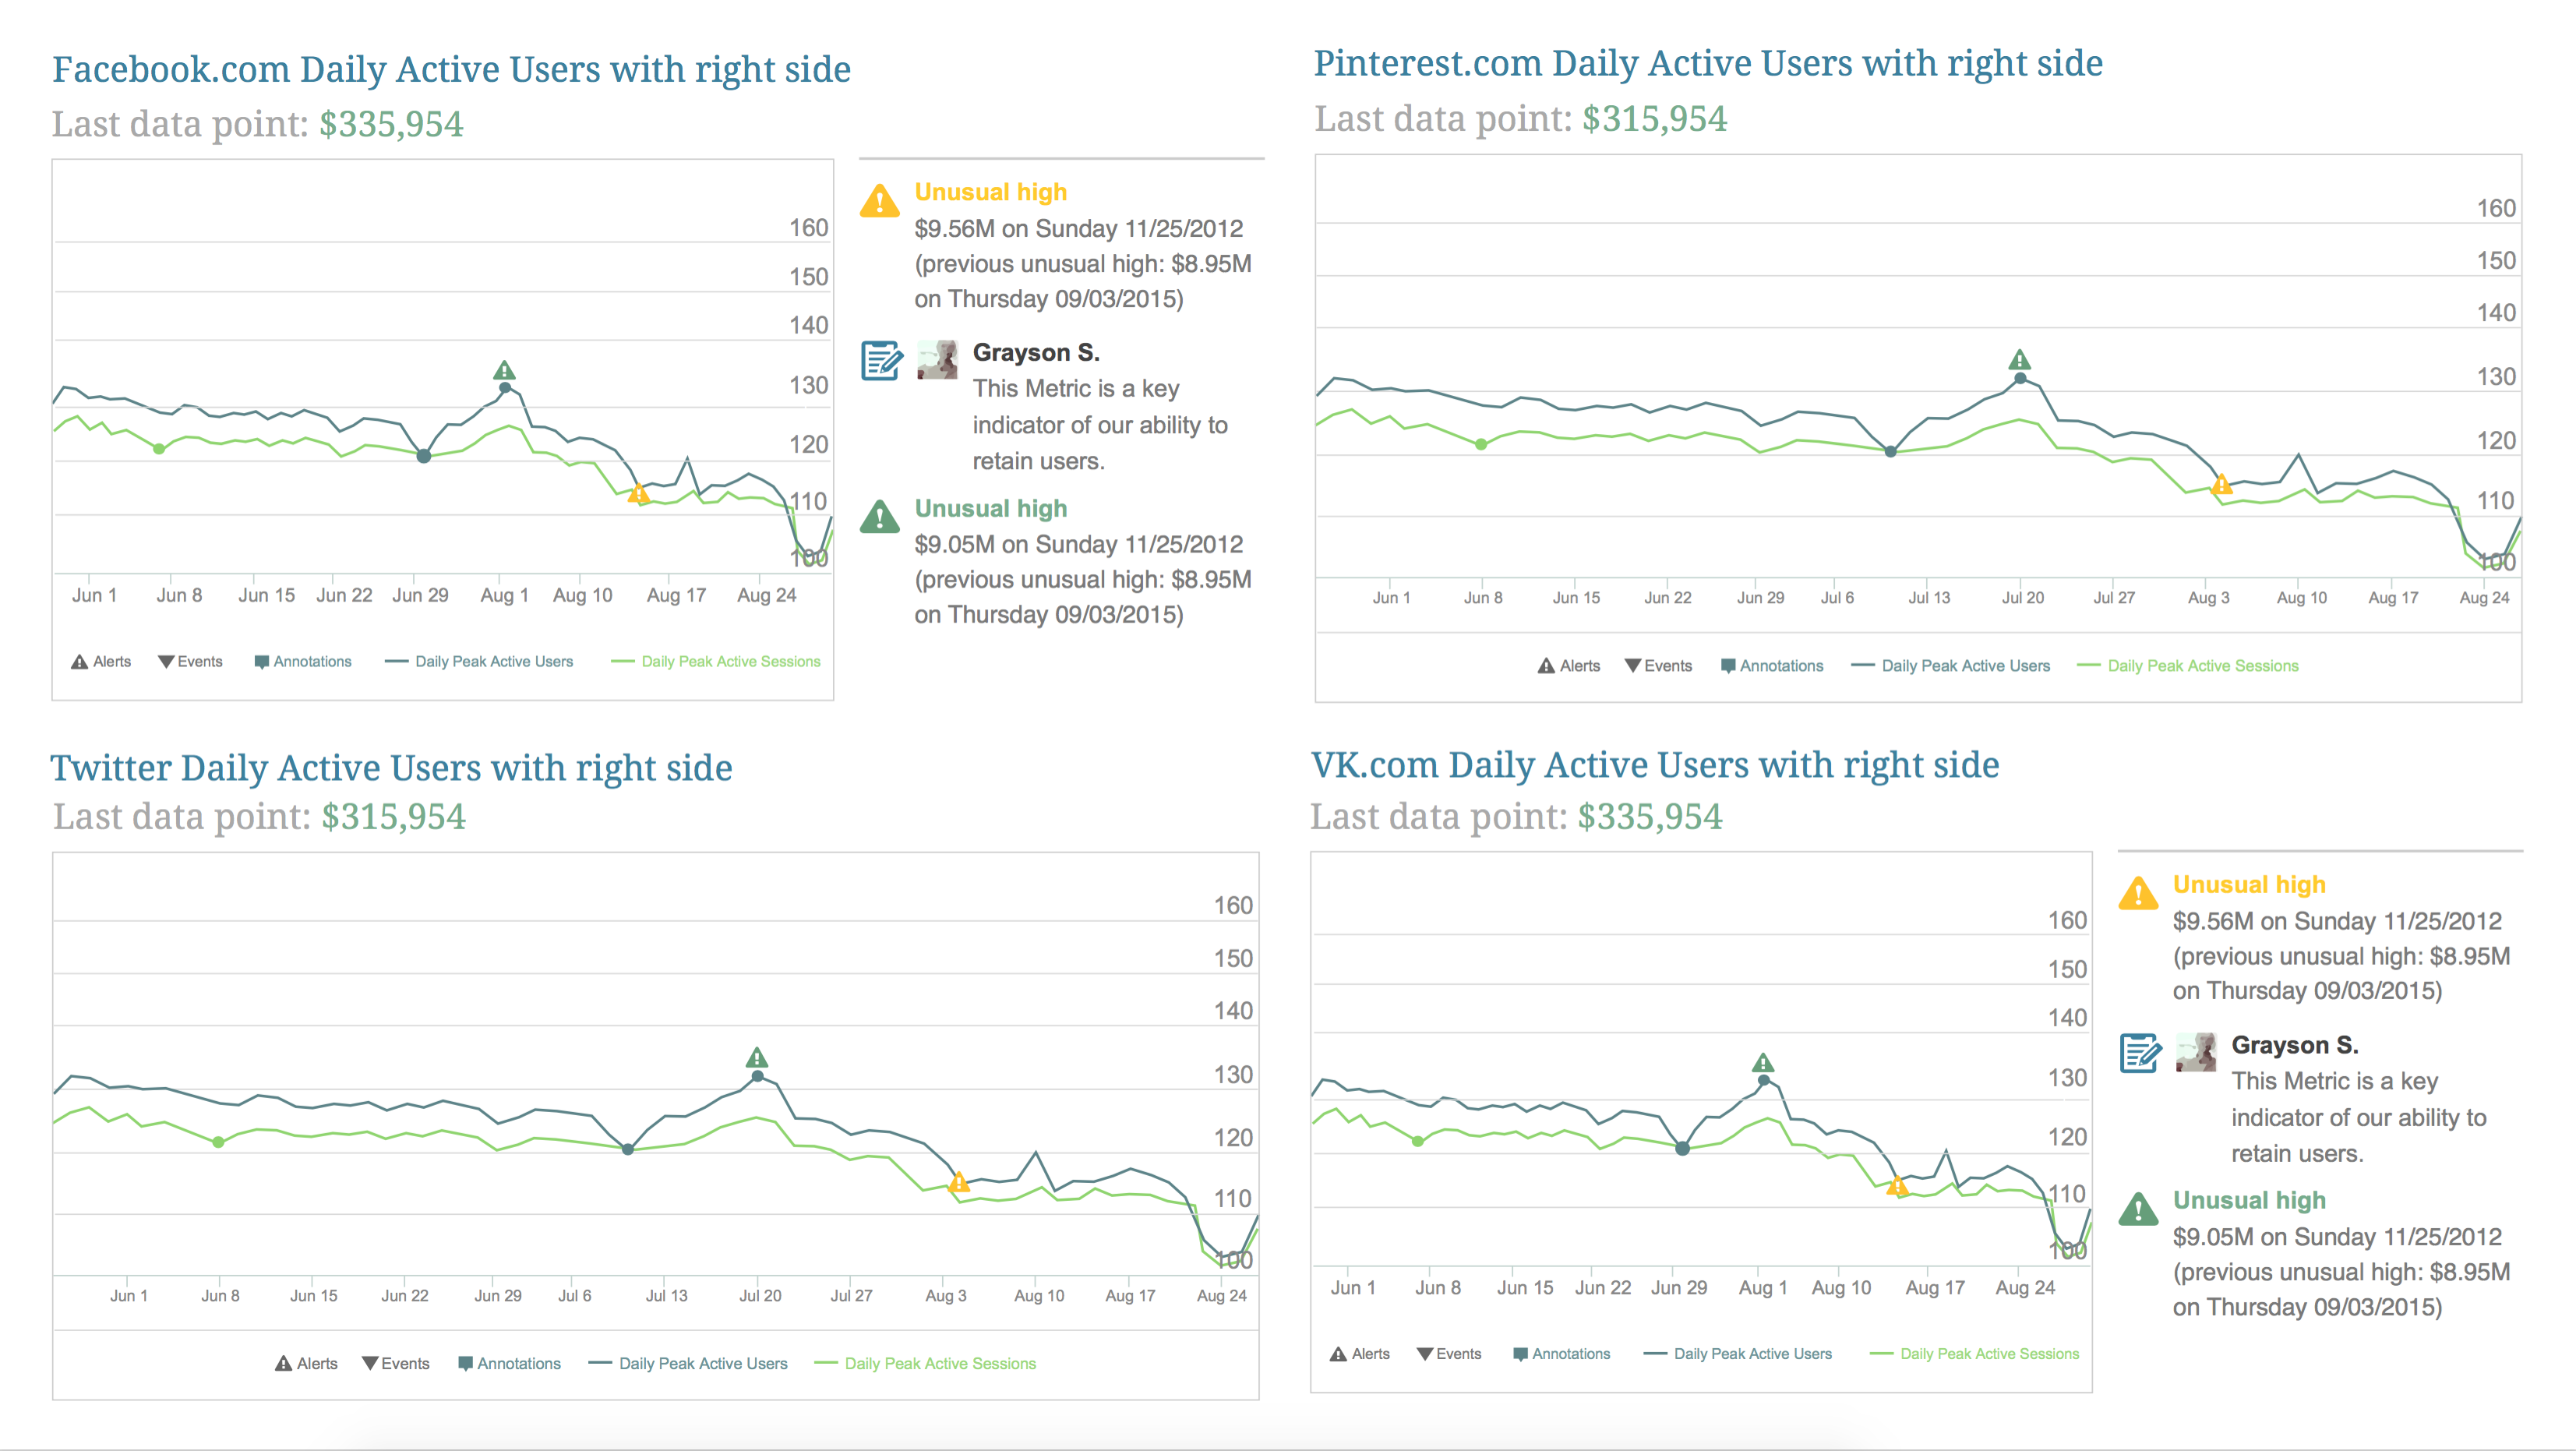 Facebook.com Daily Active Users with right side
Last data point: $335,954
160
150
140
130
120
110
100
Jun 1 Jun 8 Jun 15 Jun 22 Jun 29 Aug 1 Aug 10 Aug 17 Aug 24
Alerts Events Annotations Daily Peak Active Users Daily Peak Active Sessions
Unusual high
$9.56M on Sunday 11/25/2012
(previous unusual high: $8.95M
on Thursday 09/03/2015)
Grayson S.
This Metric is a key
indicator of our ability to
retain users.
Unusual high
$9.05M on Sunday 11/25/2012
(previous unusual high: $8.95M
on Thursday 09/03/2015)
Pinterest.com Daily Active Users with right side
Last data point: $315,954
160
150
140
130
120
110
100
Jun 1 Jun 8 Jun 15 Jun 22 Jun 29 Jul 6 Jul 13 Jul 20 Jul 27 Aug 3 Aug 10 Aug 17 Aug 24
Alerts Events Annotations Daily Peak Active Users Daily Peak Active Sessions
Twitter Daily Active Users with right side
Last data point: $315,954
160
150
140
130
120
110
100
Jun 1 Jun 8 Jun 15 Jun 22 Jun 29 Jul 6 Jul 13 Jul 20 Jul 27 Aug 3 Aug 10 Aug 17 Aug 24
Alerts Events Annotations Daily Peak Active Users Daily Peak Active Sessions
VK.com Daily Active Users with right side
Last data point: $335,954
160
150
140
130
120
110
100
Jun 1 Jun 8 Jun 15 Jun 22 Jun 29 Aug 1 Aug 10 Aug 17 Aug 24
Alerts Events Annotations Daily Peak Active Users Daily Peak Active Sessions
Unusual high
$9.56M on Sunday 11/25/2012
(previous unusual high: $8.95M
on Thursday 09/03/2015)
Grayson S.
This Metric is a key
indicator of our ability to
retain users.
Unusual high
$9.05M on Sunday 11/25/2012
(previous unusual high: $8.95M
on Thursday 09/03/2015)